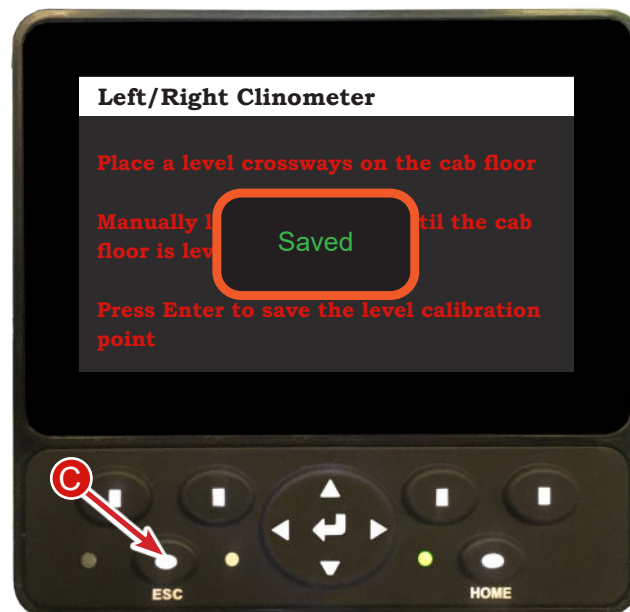 Left/Right Clinometer
Place a level crossways on the cab floor
Manually l til the cab
floor is lev
Saved
Press Enter to save the level calibration
point
C
ESC
HOME